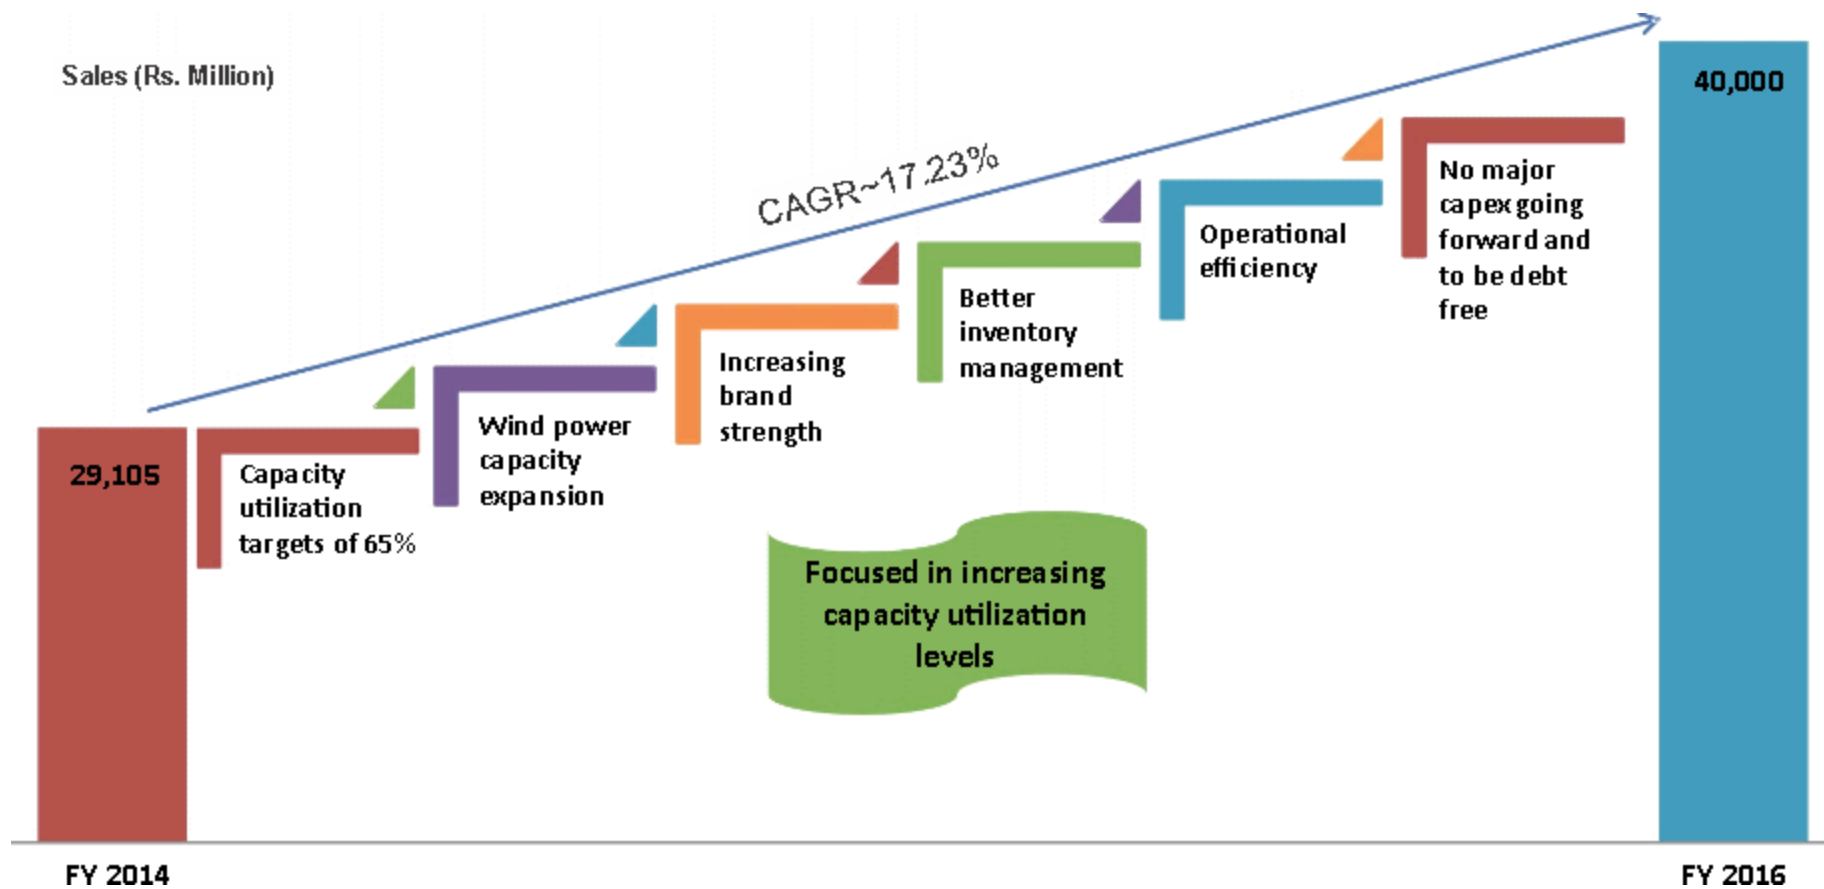 Sales (Rs. Million)
40,000
CAGR~17.23%
No major
capex going
forward and
to be debt
free
Operational
efficiency
Better
inventory
management
Increasing
brand
strength
Wind power
capacity
expansion
29,105
Capacity
utilization
targets of 65%
Focused in increasing
capacity utilization
levels
FY 2014
FY 2016